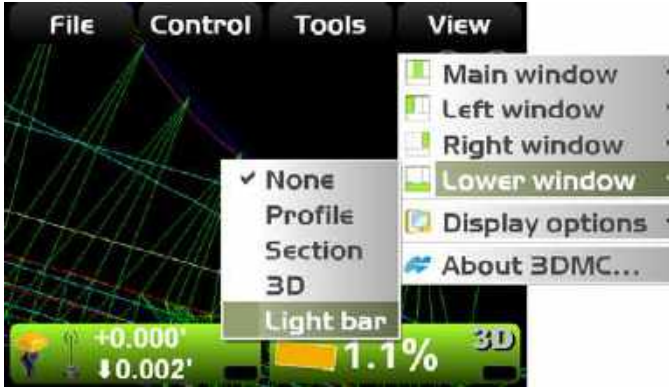 File Control Tools View
Main window
Left window
Right window
Lower window
Display options
About 3DMC...
None
Profile
Section
3D
Light bar
+0.000'
⬇0.002'
1.1%
3D